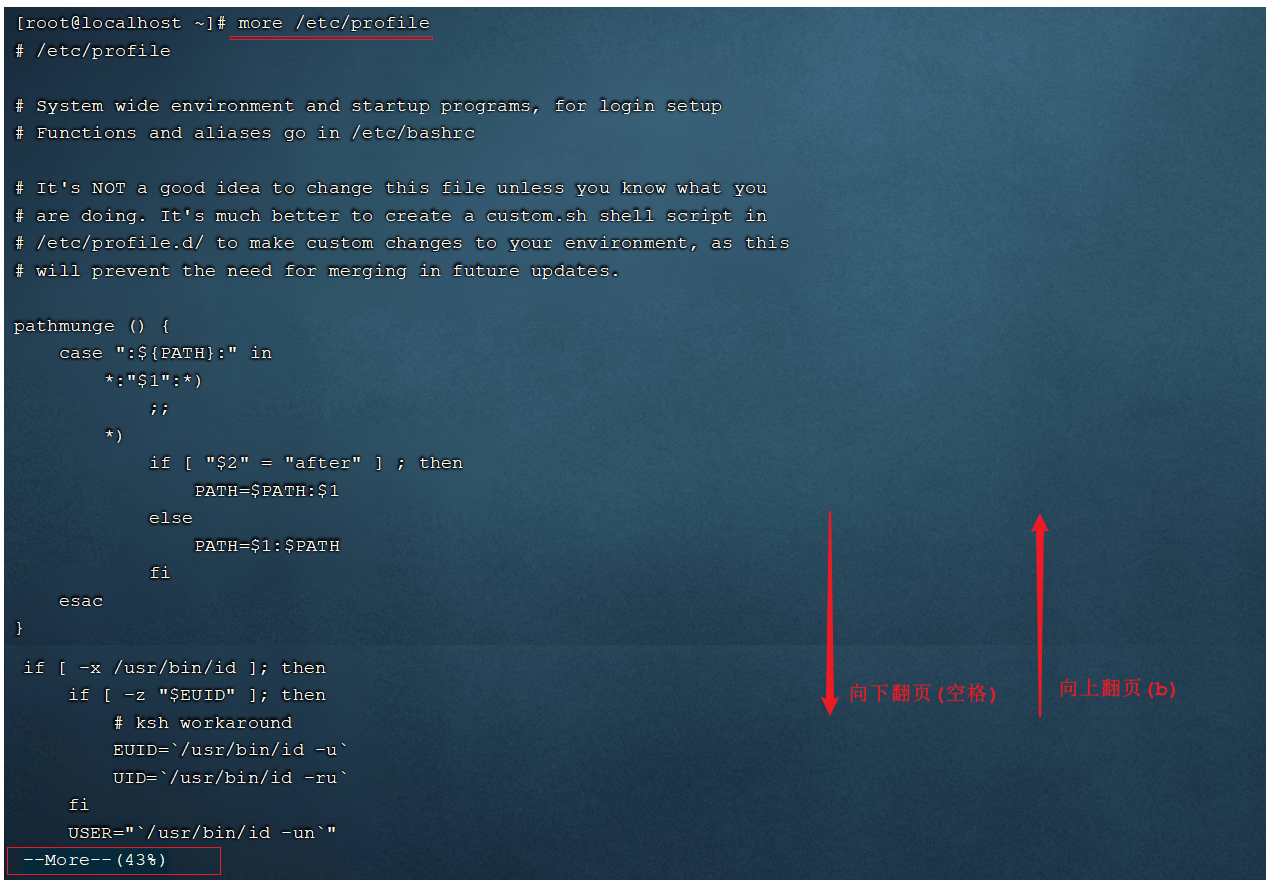 [root@localhost ~]# more /etc/profile
# /etc/profile
# System wide environment and startup programs, for login setup
# Functions and aliases go in /etc/bashrc
# It's NOT a good idea to change this file unless you know what you
# are doing. It's much better to create a custom.sh shell script in
# /etc/profile.d/ to make custom changes to your environment, as this
# will prevent the need for merging in future updates.
pathmunge () {
    case ":${PATH}:" in
        *:"$1":*)
            ;;
        *)
            if [ "$2" = "after" ] ; then
                PATH=$PATH:$1
            else
                PATH=$1:$PATH
            fi
    esac
}
if [ -x /usr/bin/id ]; then
    if [ -z "$EUID" ]; then
        # ksh workaround
        EUID=`/usr/bin/id -u`
        UID=`/usr/bin/id -ru`
    fi
    USER="`/usr/bin/id -un`"
--More--(43%)
向下翻页(空格)
向上翻页(b)